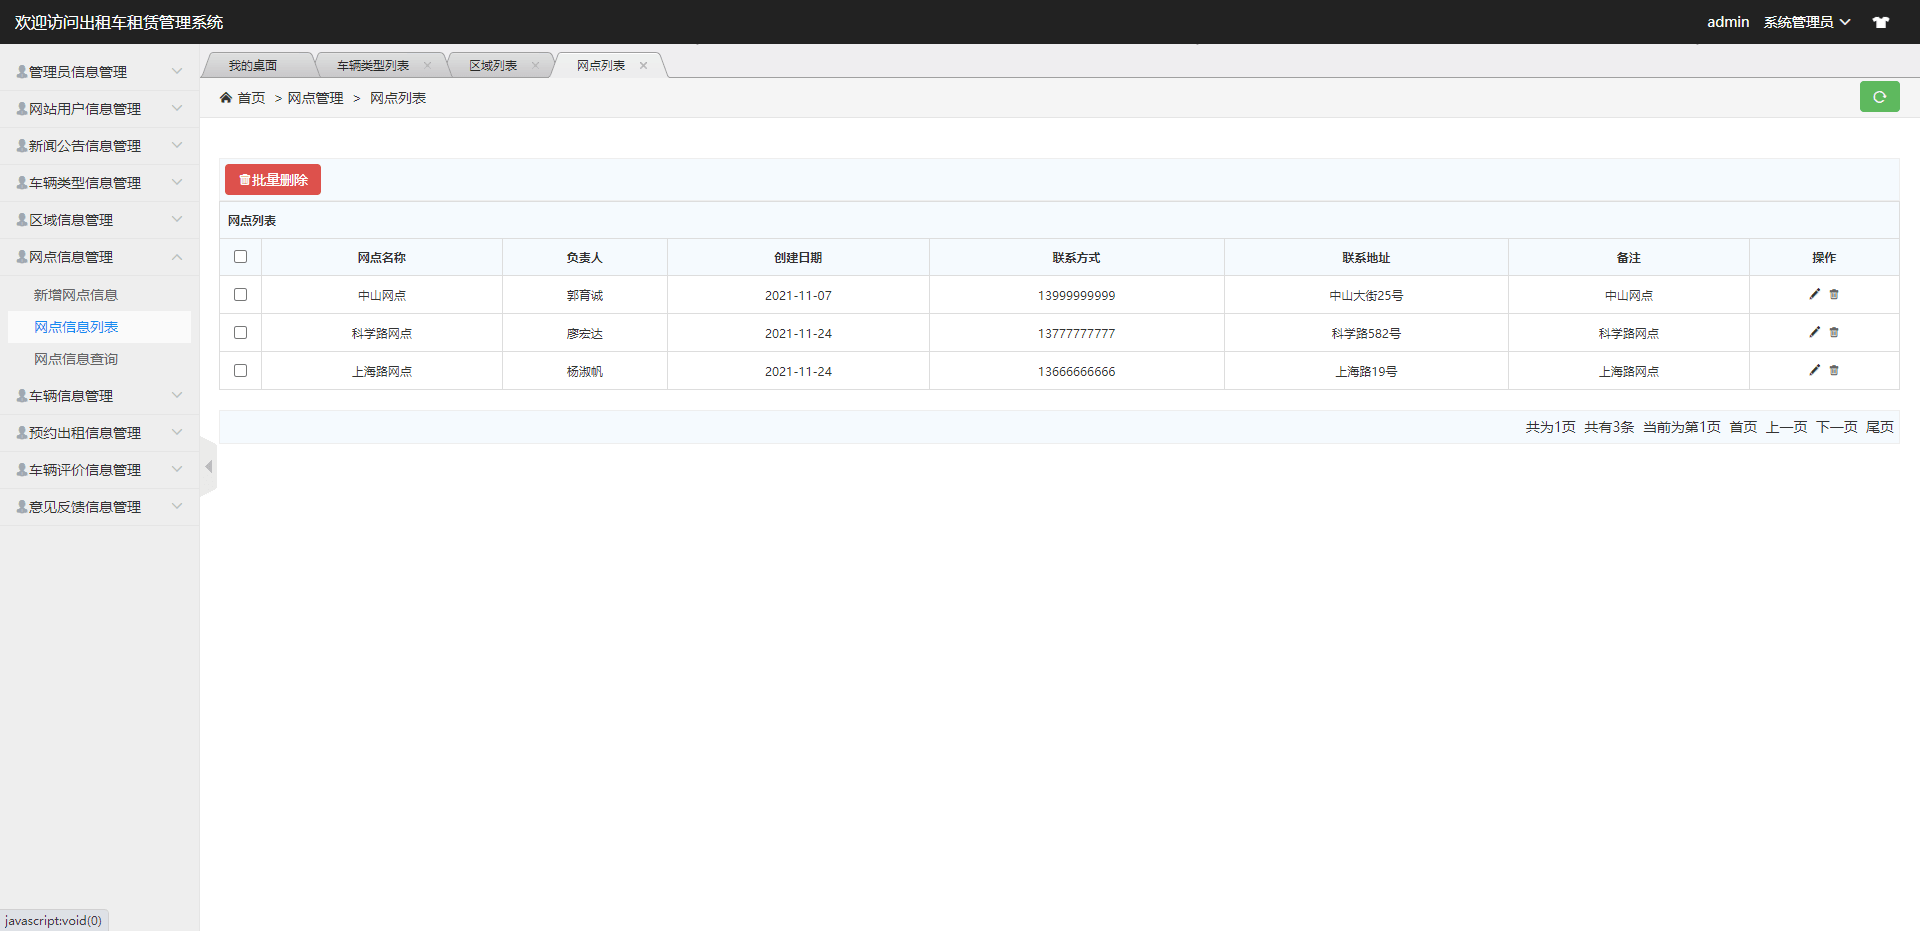 欢迎访问出租车租赁管理系统
admin 系统管理员
管理员信息管理
网站用户信息管理
新闻公告信息管理
车辆类型信息管理
区域信息管理
网点信息管理
新增网点信息
网点信息列表
网点信息查询
车辆信息管理
预约出租信息管理
车辆评价信息管理
意见反馈信息管理
我的桌面 车辆类型列表 区域列表 网点列表
首页 > 网点管理 > 网点列表
批量删除
网点列表
网点名称 负责人 创建日期 联系方式 联系地址 备注 操作
中山网点 郭育诚 2021-11-07 13999999999 中山大街25号 中山网点
科学路网点 廖宏达 2021-11-24 13777777777 科学路582号 科学路网点
上海路网点 杨淑帆 2021-11-24 13666666666 上海路19号 上海路网点
共为1页 共有3条 当前为第1页 首页 上一页 下一页 尾页
javascript:void(0)